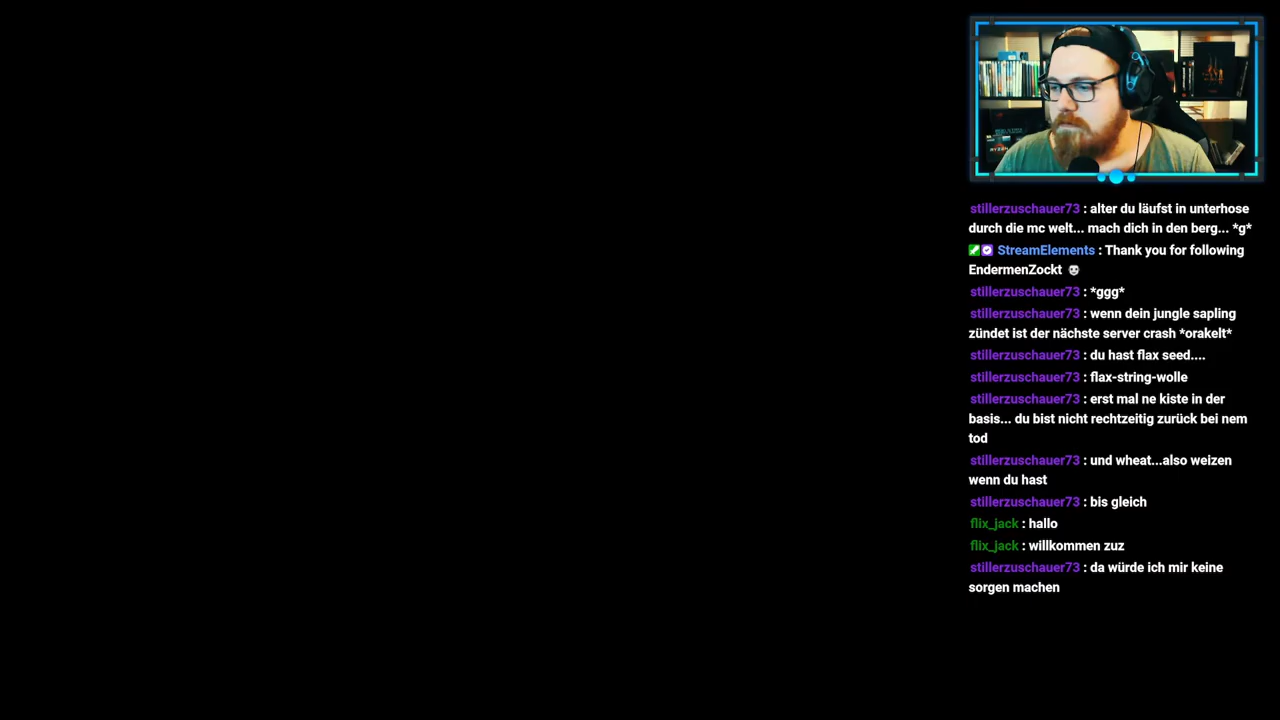 stillerzuschauer73 : alter du läufst in unterhose
durch die mc welt... mach dich in den berg... *g*
StreamElements : Thank you for following
EndermenZockt
stillerzuschauer73 : *ggg*
stillerzuschauer73 : wenn dein jungle sapling
zündet ist der nächste server crash *orakelt*
stillerzuschauer73 : du hast flax seed....
stillerzuschauer73 : flax-string-wolle
stillerzuschauer73 : erst mal ne kiste in der
basis... du bist nicht rechtzeitig zurück bei nem
tod
stillerzuschauer73 : und wheat...also weizen
wenn du hast
stillerzuschauer73 : bis gleich
flix_jack : hallo
flix_jack : willkommen zuz
stillerzuschauer73 : da würde ich mir keine
sorgen machen